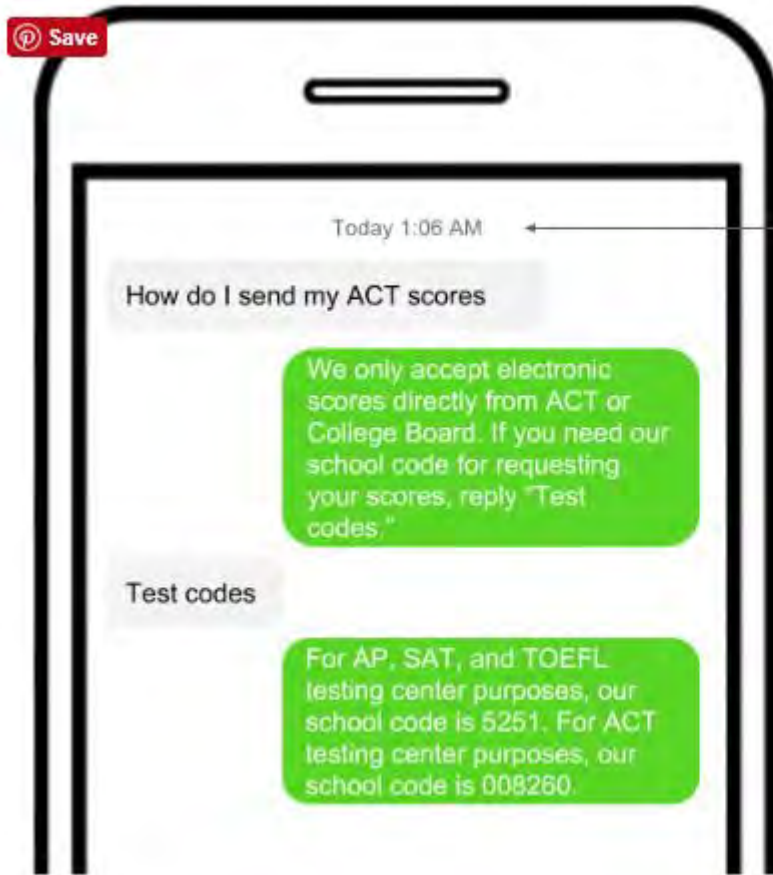 Save
Today 1:06 AM
How do I send my ACT scores
We only accept electronic
scores directly from ACT or
College Board. If you need our
school code for requesting
your scores, reply "Test
codes."
Test codes
For AP, SAT, and TOEFL
testing center purposes, our
school code is 5251. For ACT
testing center purposes, our
school code is 008260.